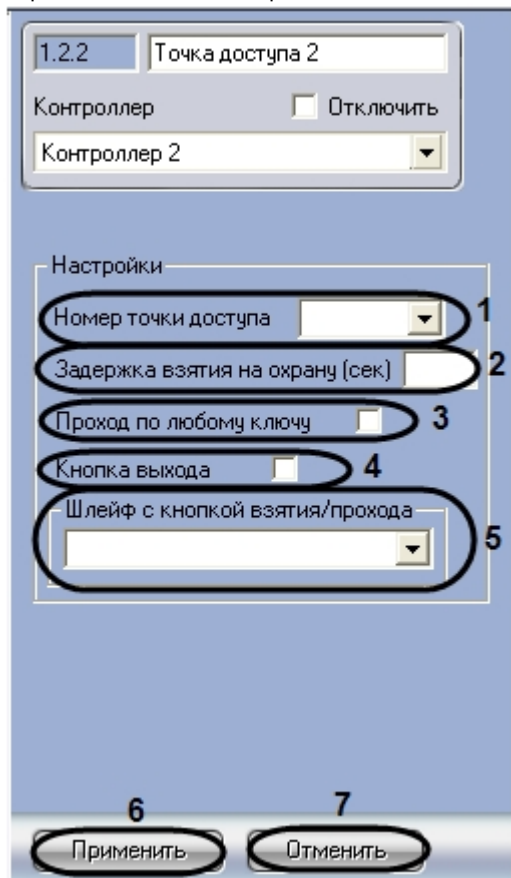 1.2.2 Точка доступа 2
Контроллер Отключить
Контроллер 2
Настройки
Номер точки доступа 1
Задержка взятия на охрану (сек) 2
Проход по любому ключу 3
Кнопка выхода 4
Шлейф с кнопкой взятия/прохода
5
6 7
Применить Отменить